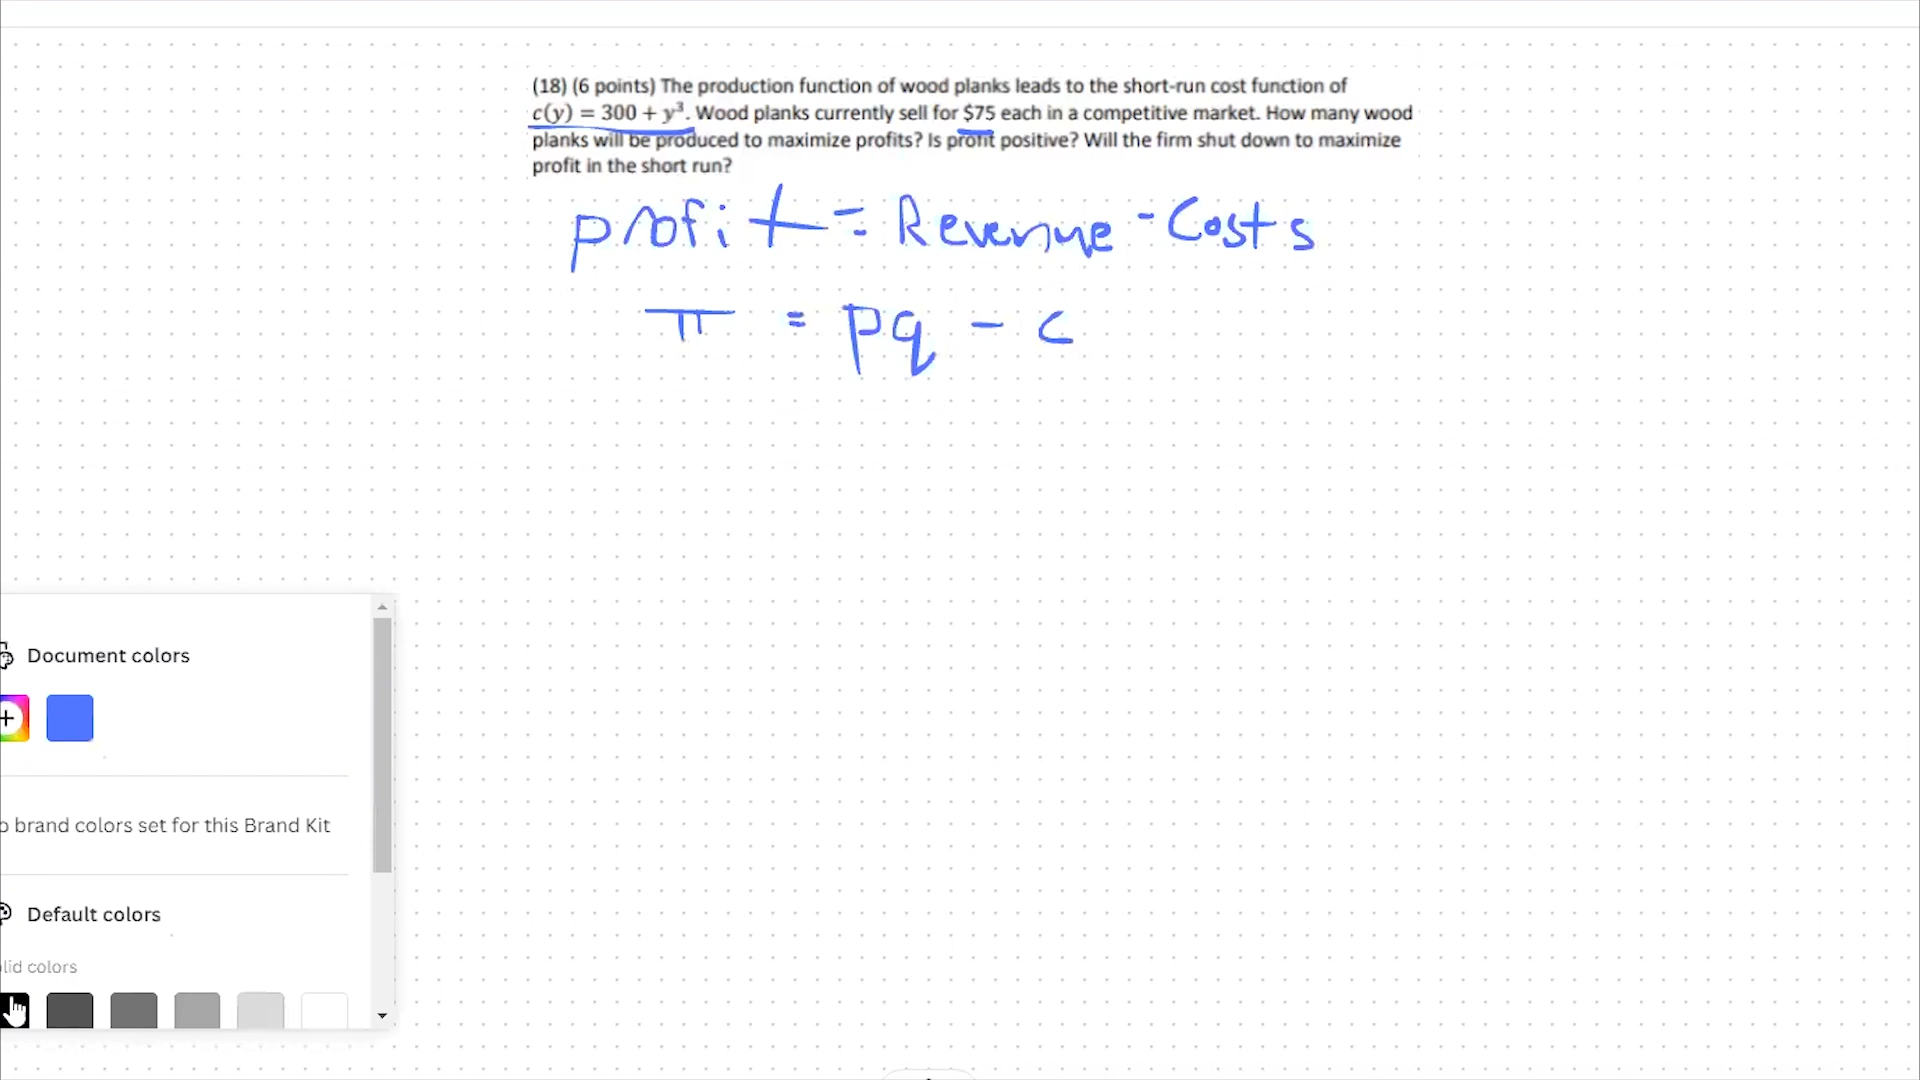 (18) (6 points) The production function of wood planks leads to the short-run cost function of
c(y) = 300 + y³. Wood planks currently sell for $75 each in a competitive market. How many wood
planks will be produced to maximize profits? Is profit positive? Will the firm shut down to maximize
profit in the short run?
profit = Revenue - Costs
π = pq - c
Document colors
brand colors set for this Brand Kit
Default colors
colors